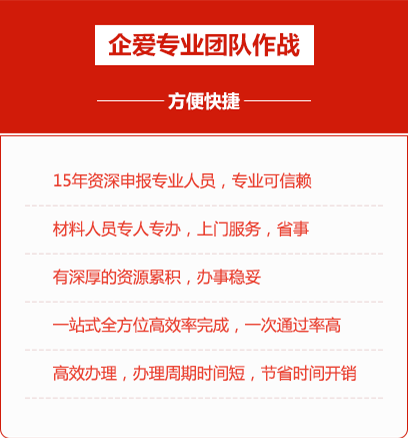 企爱专业团队作战
方便快捷
15年资深申报专业人员，专业可信赖
材料人员专人专办，上门服务，省事
有深厚的资源累积，办事稳妥
一站式全方位高效率完成，一次通过率高
高效办理，办理周期时间短，节省时间开销